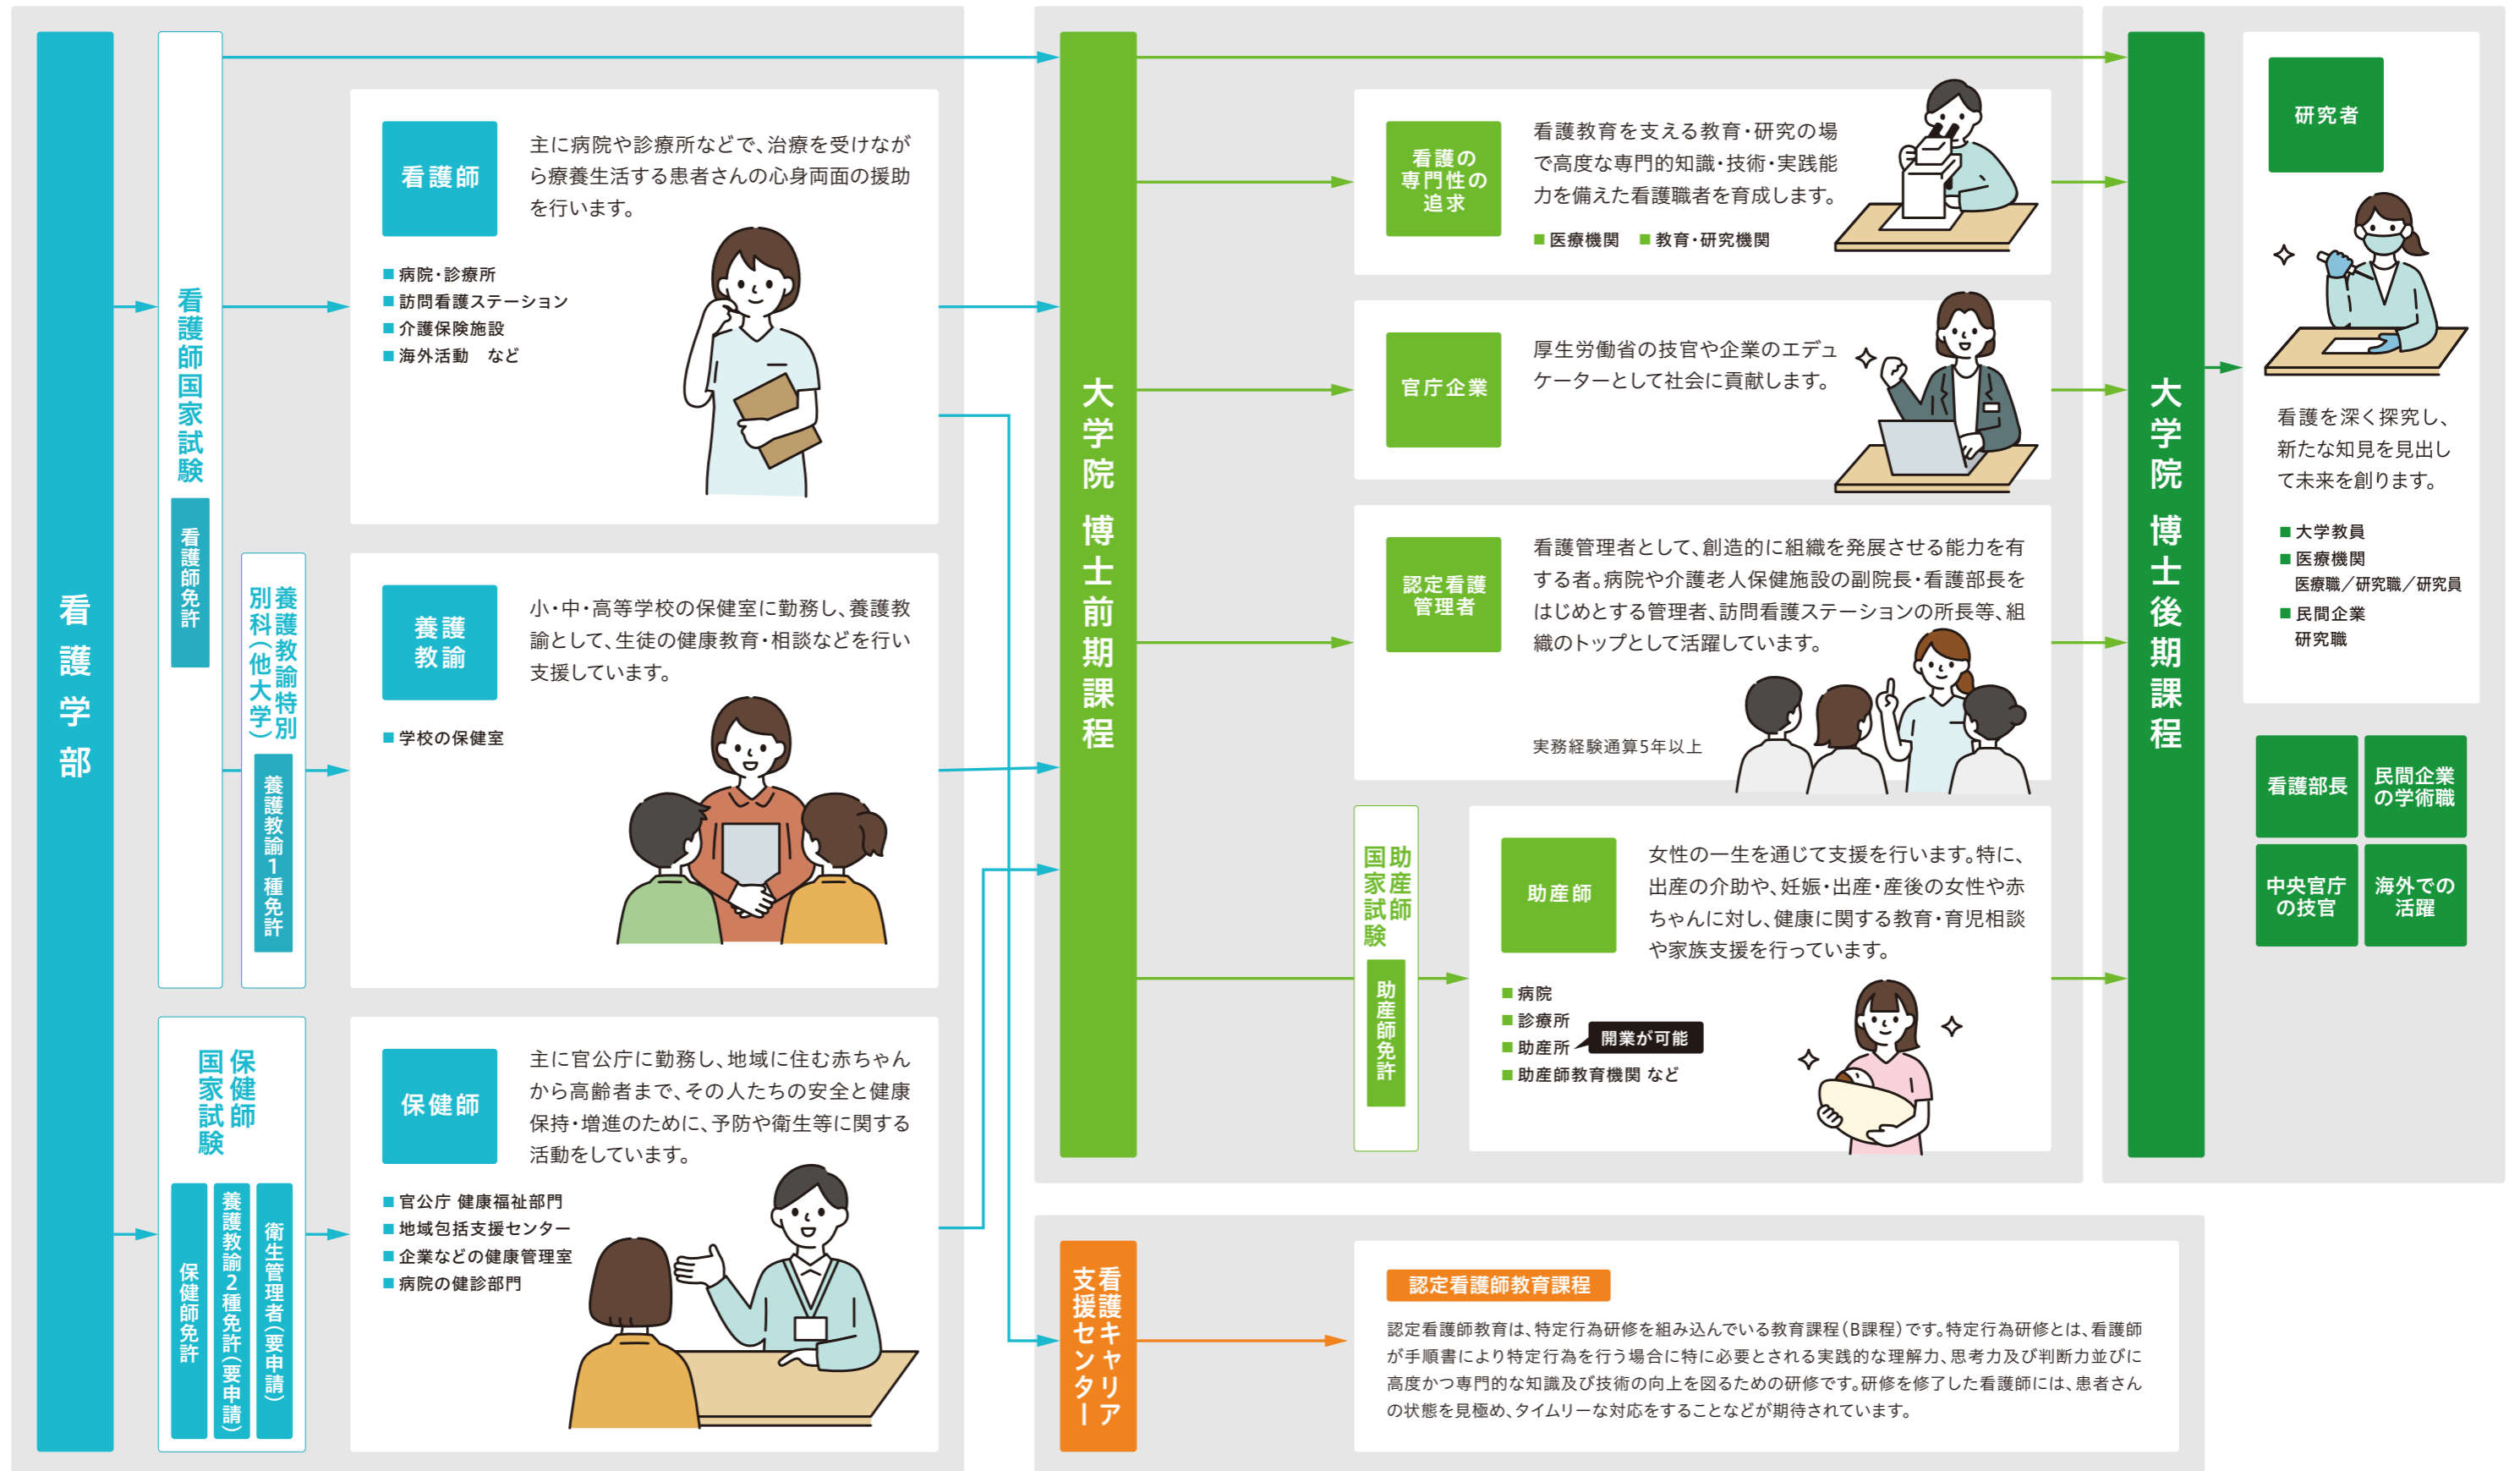 看護学部
看護師国家試験
看護師免許
看護師
主に病院や診療所などで、治療を受けなが
ら療養生活する患者さんの心身両面の援助
を行います。
■ 病院・診療所
■ 訪問看護ステーション
■ 介護保険施設
■ 海外活動　など
養護教諭特別
別科(他大学)
養護教諭1種免許
養護
教諭
小・中・高等学校の保健室に勤務し、養護教
諭として、生徒の健康教育・相談などを行い
支援しています。
■ 学校の保健室
保健師
国家試験
保健師免許
養護教諭2種免許(要申請)
衛生管理者(要申請)
保健師
主に官公庁に勤務し、地域に住む赤ちゃん
から高齢者まで、その人たちの安全と健康
保持・増進のために、予防や衛生等に関する
活動をしています。
■ 官公庁 健康福祉部門
■ 地域包括支援センター
■ 企業などの健康管理室
■ 病院の健診部門
大学院 博士前期課程
看護の
専門性の
追求
看護教育を支える教育・研究の場
で高度な専門的知識・技術・実践能
力を備えた看護職者を育成します。
■ 医療機関　■ 教育・研究機関
官庁企業
厚生労働省の技官や企業のエデュ
ケーターとして社会に貢献します。
認定看護
管理者
看護管理者として、創造的に組織を発展させる能力を有
する者。病院や介護老人保健施設の副院長・看護部長を
はじめとする管理者、訪問看護ステーションの所長等、組
織のトップとして活躍しています。
実務経験通算5年以上
助産師
国家試験
助産師免許
助産師
女性の一生を通じて支援を行います。特に、
出産の介助や、妊娠・出産・産後の女性や赤
ちゃんに対し、健康に関する教育・育児相談
や家族支援を行っています。
■ 病院
■ 診療所
■ 助産所 開業が可能
■ 助産師教育機関 など
看護キャリア
支援センター
認定看護師教育課程
認定看護師教育は、特定行為研修を組み込んでいる教育課程(B課程)です。特定行為研修とは、看護師
が手順書により特定行為を行う場合に特に必要とされる実践的な理解力、思考力及び判断力並びに
高度かつ専門的な知識及び技術の向上を図るための研修です。研修を修了した看護師には、患者さん
の状態を見極め、タイムリーな対応をすることなどが期待されています。
大学院 博士後期課程
研究者
看護を深く探究し、
新たな知見を見出し
て未来を創ります。
■ 大学教員
■ 医療機関
医療職／研究職／研究員
■ 民間企業
研究職
看護部長
民間企業
の学術職
中央官庁
の技官
海外での
活躍